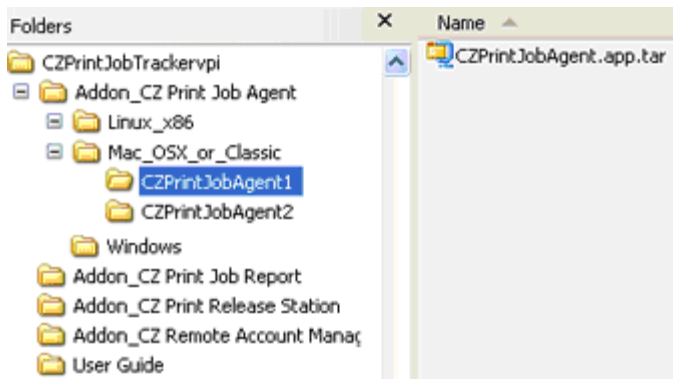 Folders
CZPrintJobTrackervpi
Addon_CZ Print Job Agent
Linux_x86
Mac_OSX_or_Classic
CZPrintJobAgent1
CZPrintJobAgent2
Windows
Addon_CZ Print Job Report
Addon_CZ Print Release Station
Addon_CZ Remote Account Manag
User Guide
Name
CZPrintJobAgent.app.tar